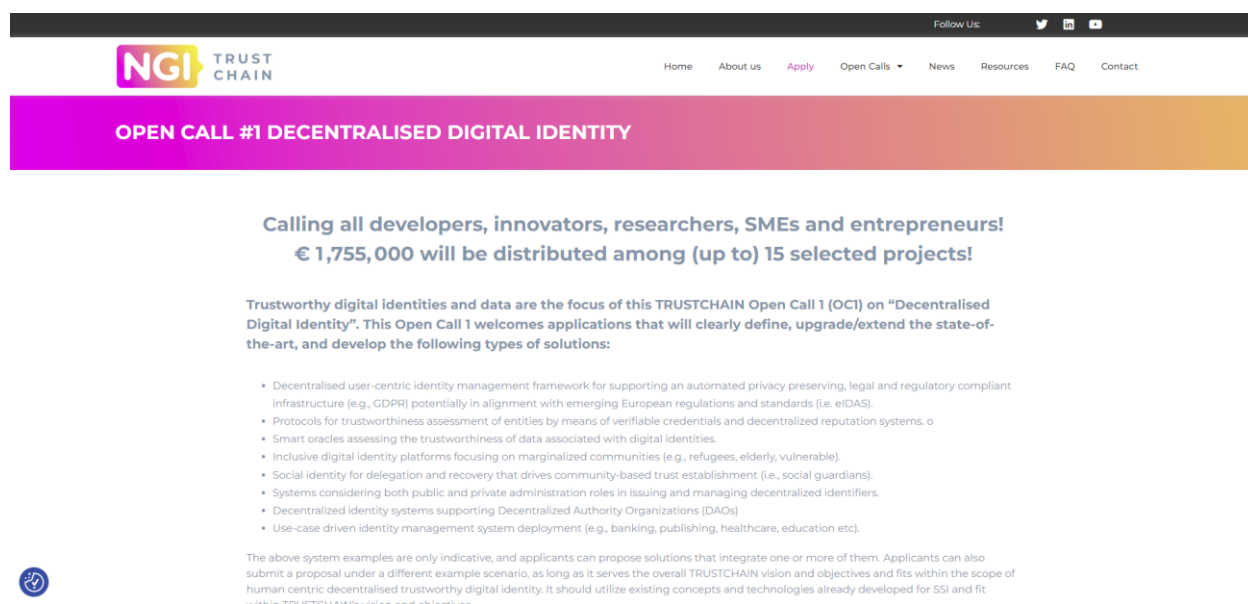 Follow Us:
NGI TRUST
CHAIN
Home About us Apply Open Calls News Resources FAQ Contact
OPEN CALL #1 DECENTRALISED DIGITAL IDENTITY
Calling all developers, innovators, researchers, SMEs and entrepreneurs!
€ 1,755,000 will be distributed among (up to) 15 selected projects!
Trustworthy digital identities and data are the focus of this TRUSTCHAIN Open Call 1 (OC1) on “Decentralised
Digital Identity”. This Open Call 1 welcomes applications that will clearly define, upgrade/extend the state-of-
the-art, and develop the following types of solutions:
• Decentralised user-centric identity management framework for supporting an automated privacy preserving, legal and regulatory compliant
infrastructure (e.g., GDPR) potentially in alignment with emerging European regulations and standards (i.e. eIDAS).
• Protocols for trustworthiness assessment of entities by means of verifiable credentials and decentralized reputation systems. o
• Smart oracles assessing the trustworthiness of data associated with digital identities.
• Inclusive digital identity platforms focusing on marginalized communities (e.g., refugees, elderly, vulnerable).
• Social identity for delegation and recovery that drives community-based trust establishment (i.e., social guardians).
• Systems considering both public and private administration roles in issuing and managing decentralized identifiers.
• Decentralized identity systems supporting Decentralized Authority Organizations (DAOs)
• Use-case driven identity management system deployment (e.g., banking, publishing, healthcare, education etc).
The above system examples are only indicative, and applicants can propose solutions that integrate one or more of them. Applicants can also
submit a proposal under a different example scenario, as long as it serves the overall TRUSTCHAIN vision and objectives and fits within the scope of
human centric decentralised trustworthy digital identity. It should utilize existing concepts and technologies already developed for SSI and fit
within TRUSTCHAIN's vision and objectives.